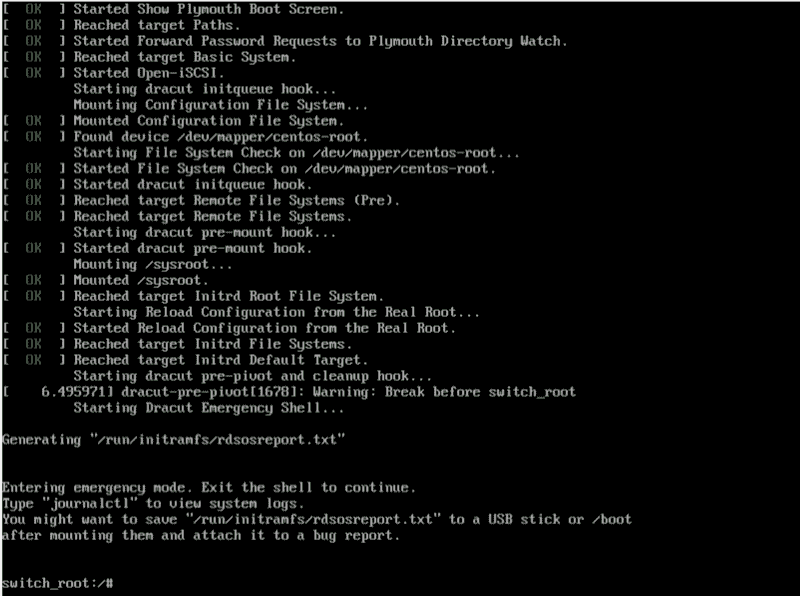 [  OK  ] Started Show Plymouth Boot Screen.
[  OK  ] Reached target Paths.
[  OK  ] Started Forward Password Requests to Plymouth Directory Watch.
[  OK  ] Reached target Basic System.
[  OK  ] Started Open-iSCSI.
         Starting dracut initqueue hook...
         Mounting Configuration File System...
[  OK  ] Mounted Configuration File System.
[  OK  ] Found device /dev/mapper/centos-root.
         Starting File System Check on /dev/mapper/centos-root...
[  OK  ] Started File System Check on /dev/mapper/centos-root.
[  OK  ] Started dracut initqueue hook.
[  OK  ] Reached target Remote File Systems (Pre).
[  OK  ] Reached target Remote File Systems.
         Starting dracut pre-mount hook...
[  OK  ] Started dracut pre-mount hook.
         Mounting /sysroot...
[  OK  ] Mounted /sysroot.
[  OK  ] Reached target Initrd Root File System.
         Starting Reload Configuration from the Real Root...
[  OK  ] Started Reload Configuration from the Real Root.
[  OK  ] Reached target Initrd File Systems.
[  OK  ] Reached target Initrd Default Target.
         Starting dracut pre-pivot and cleanup hook...
[    6.495971] dracut-pre-pivot[1678]: Warning: Break before switch_root
         Starting Dracut Emergency Shell...
Generating "/run/initramfs/rdsosreport.txt"
Entering emergency mode. Exit the shell to continue.
Type "journalctl" to view system logs.
You might want to save "/run/initramfs/rdsosreport.txt" to a USB stick or /boot
after mounting them and attach it to a bug report.
switch_root:/#